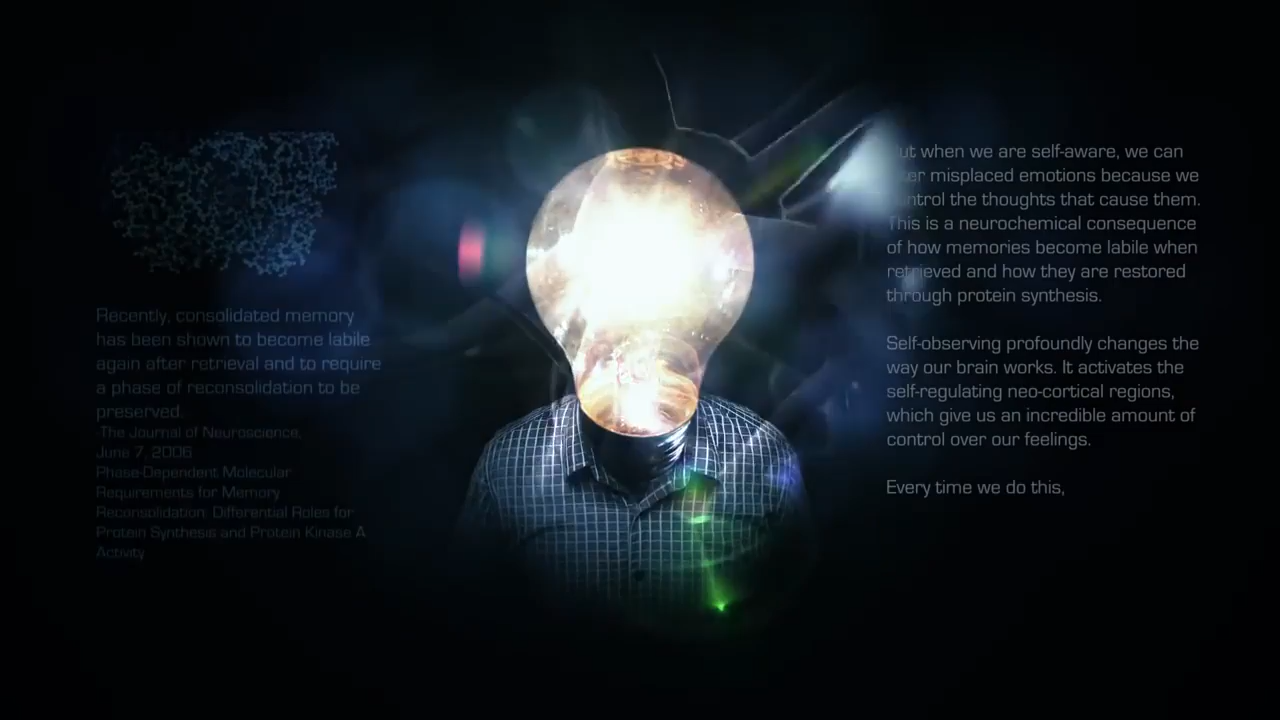 Recently, consolidated memory
has been shown to become labile
again after retrieval and to require
a phase of reconsolidation to be
preserved.
-The Journal of Neuroscience,
June 7, 2006
Phase-Dependent Molecular
Requirements for Memory
Reconsolidation: Differential Roles for
Protein Synthesis and Protein Kinase A
Activity
when we are self-aware, we can
misplaced emotions because we
control the thoughts that cause them.
This is a neurochemical consequence
of how memories become labile when
retrieved and how they are restored
through protein synthesis.
Self-observing profoundly changes the
way our brain works. It activates the
self-regulating neo-cortical regions,
which give us an incredible amount of
control over our feelings.
Every time we do this,